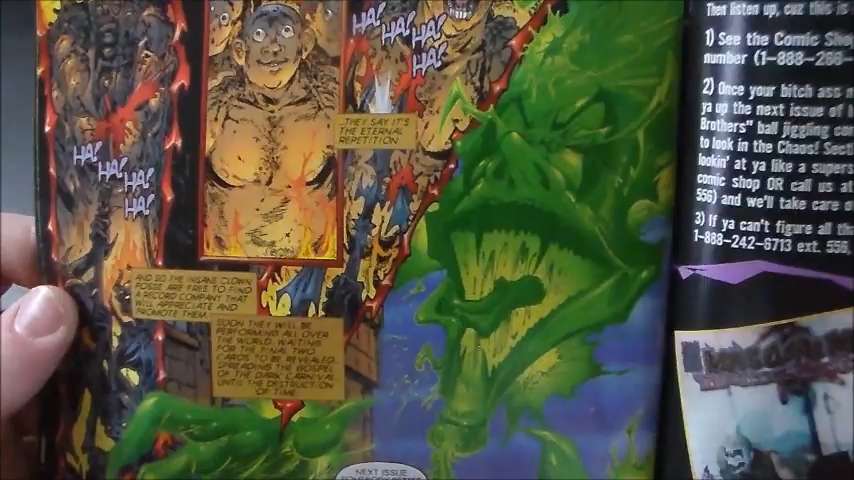 HA!
HA!
HA!
HA!
HA!
HA!
HA!
HA!
...THEY SAY IT'S
THE ETERNAL
REPETITION
AND SO THE INSANE CLOWN
POSSE ARE FREE TO FIND
A RECORD COMPANY THAT
WILL APPRECIATE AND
PROMOTE THEM.
SOON THEY WILL BE
PERFORMING ALL OVER
THE WORLD. WAITING
FOR THE FINAL TWO
CARDS TO BE REVEALED.
SPREADING THE GOSPEL
OF THE DARK CARNIVAL
UNTIL THE DESTRUCTION
OF TIME
NEXT ISSUE
Then listen up, cuz this is
1) See the Comic Sho
number (1-888-266-
2) Once your bitch ass
ya up the next issue of
Brothers" ball jiggling
to look in the Chaos! Sect
lookin' at ya like a supers
comic shop OR call us at
556) and we'll take care o
3) If ya can't figure all th
1-888-242-6713 ext. 556,